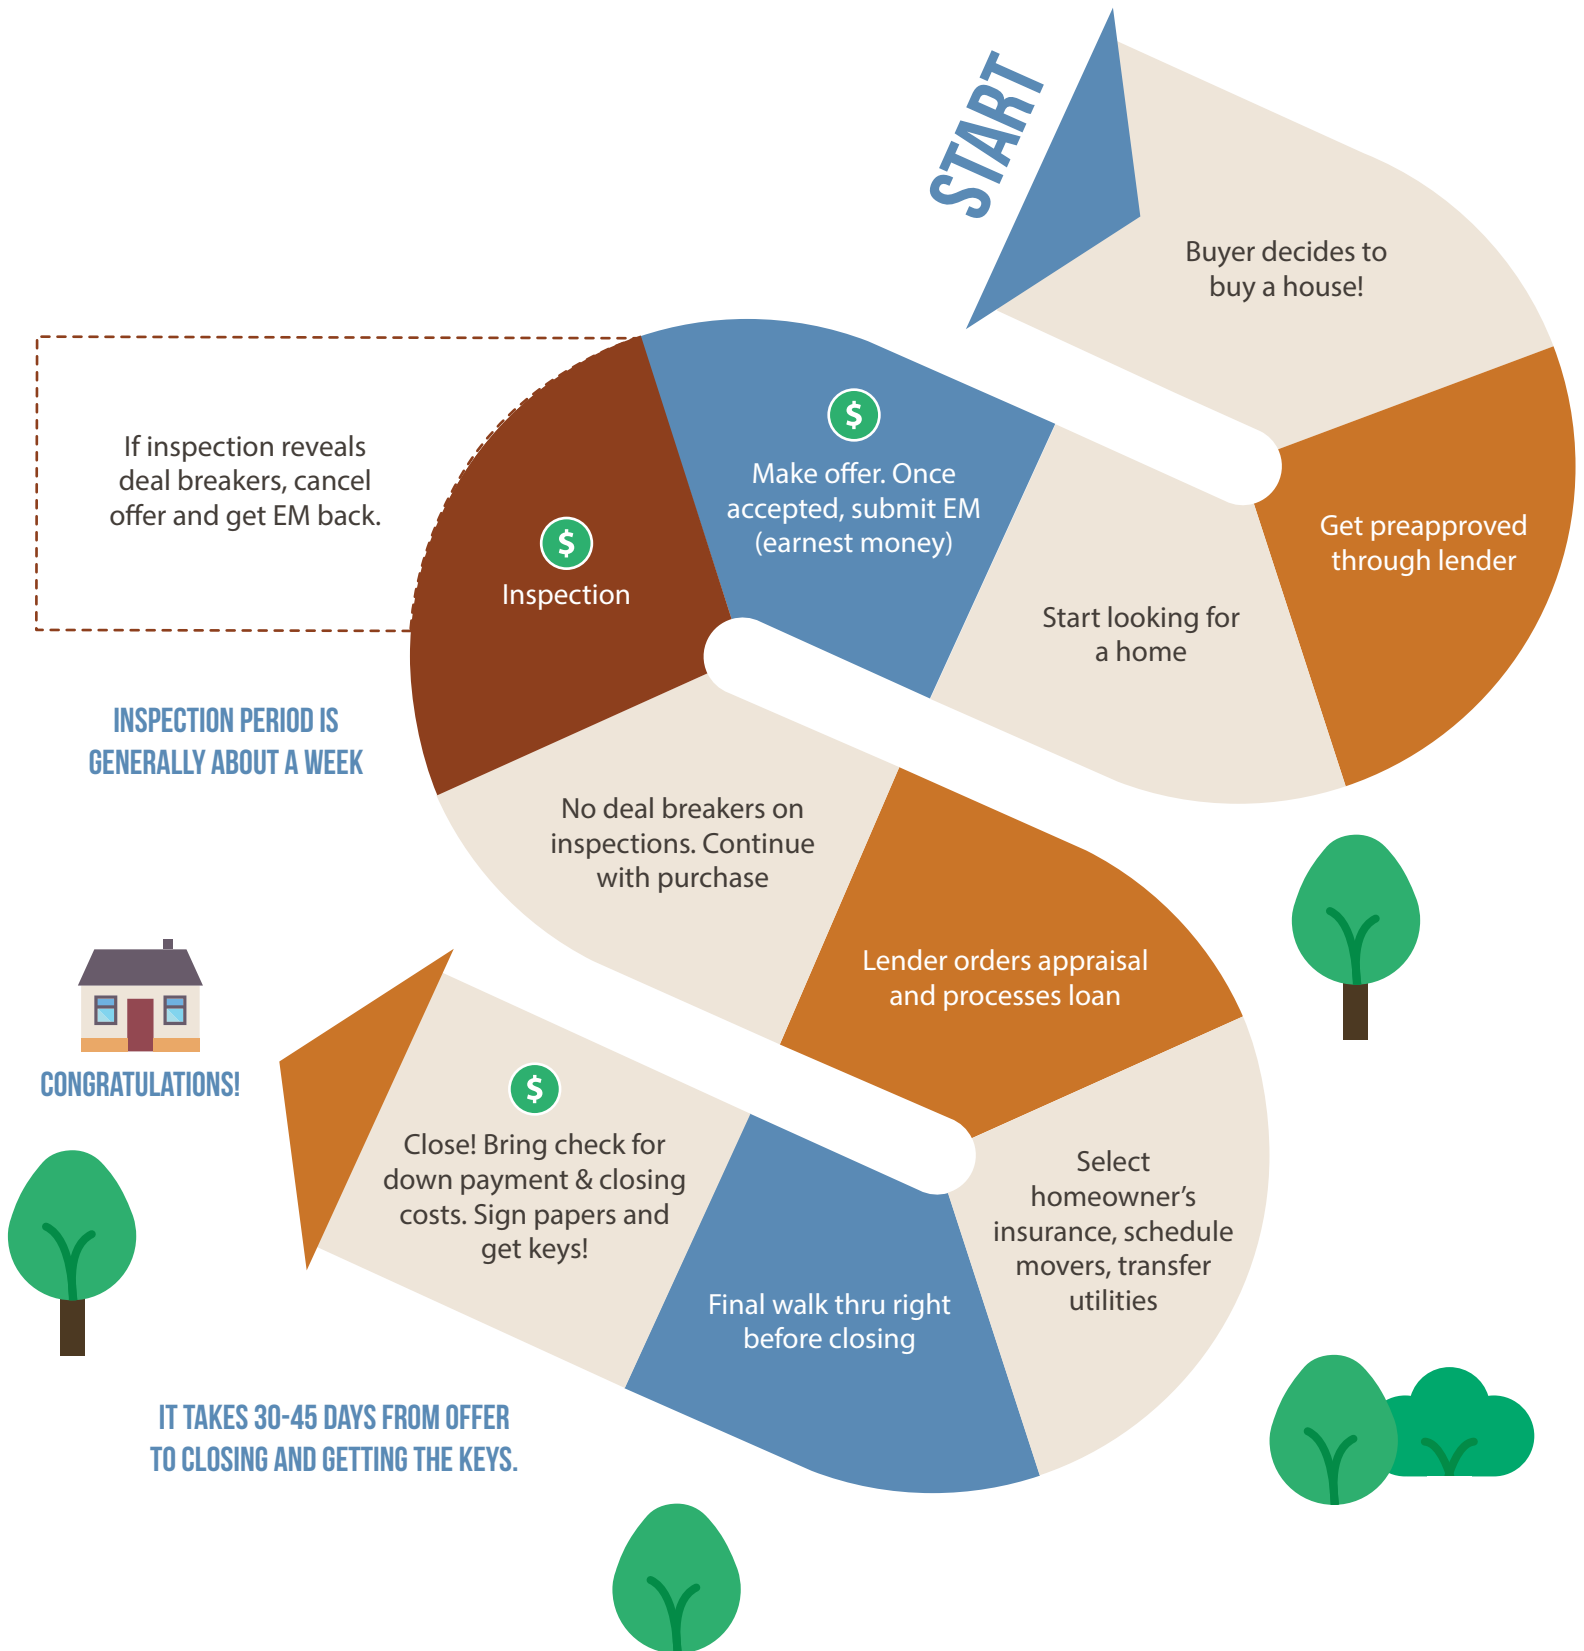 START
Buyer decides to
buy a house!
Get preapproved
through lender
Start looking for
a home
$
Make offer. Once
accepted, submit EM
(earnest money)
$
Inspection
If inspection reveals
deal breakers, cancel
offer and get EM back.
INSPECTION PERIOD IS
GENERALLY ABOUT A WEEK
No deal breakers on
inspections. Continue
with purchase
Lender orders appraisal
and processes loan
Select
homeowner’s
insurance, schedule
movers, transfer
utilities
Final walk thru right
before closing
$
Close! Bring check for
down payment & closing
costs. Sign papers and
get keys!
CONGRATULATIONS!
IT TAKES 30-45 DAYS FROM OFFER
TO CLOSING AND GETTING THE KEYS.